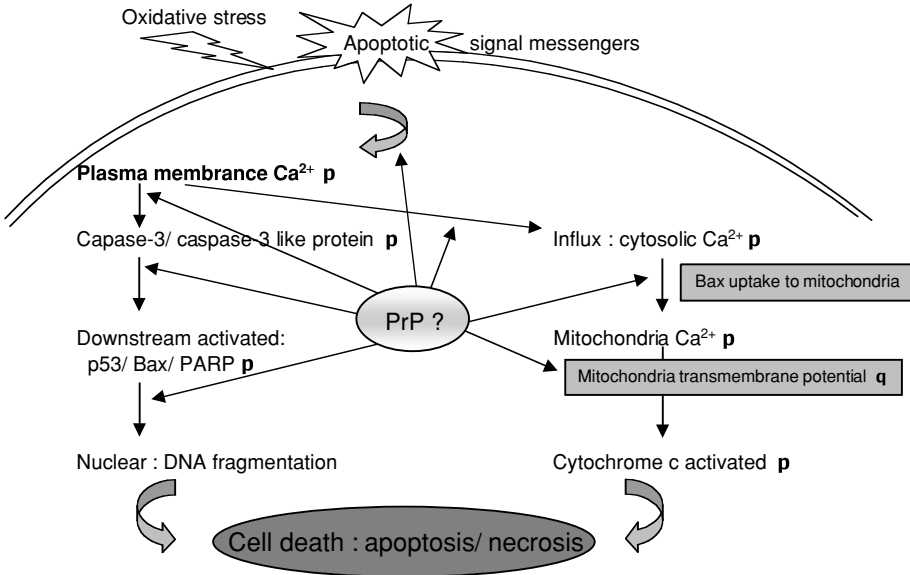 Oxidative stress
Apoptotic signal messengers
Plasma membrance Ca²⁺ p
Capase-3/ caspase-3 like protein p
Influx : cytosolic Ca²⁺ p
Bax uptake to mitochondria
PrP ?
Downstream activated:
p53/ Bax/ PARP p
Mitochondria Ca²⁺ p
Mitochondria transmembrane potential q
Nuclear : DNA fragmentation
Cytochrome c activated p
Cell death : apoptosis/ necrosis